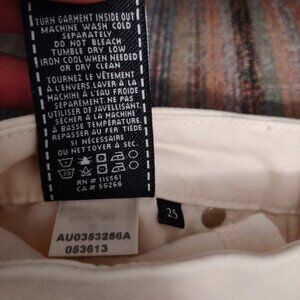 TURN GARMENT INSIDE OUT
MACHINE WASH COLD
SEPARATELY
DO NOT BLEACH
TUMBLE DRY LOW
IRON COOL WHEN NEEDED
OR DRY CLEAN
TOURNEZ LE VÊTEMENT
À L'ENVERS. LAVER À LA
MACHINE À L'EAU FROIDE
SÉPAREMENT. NE PAS
UTILISER DE JAVELLISANT.
SÉCHER À LA MACHINE
À BASSE TEMPÉRATURE.
REPASSER AU FER TIÈDE
SI NÉCESSAIRE
OU NETTOYER À SEC.
RN # 115561
CA # 56266
25
AU0353256A
053613